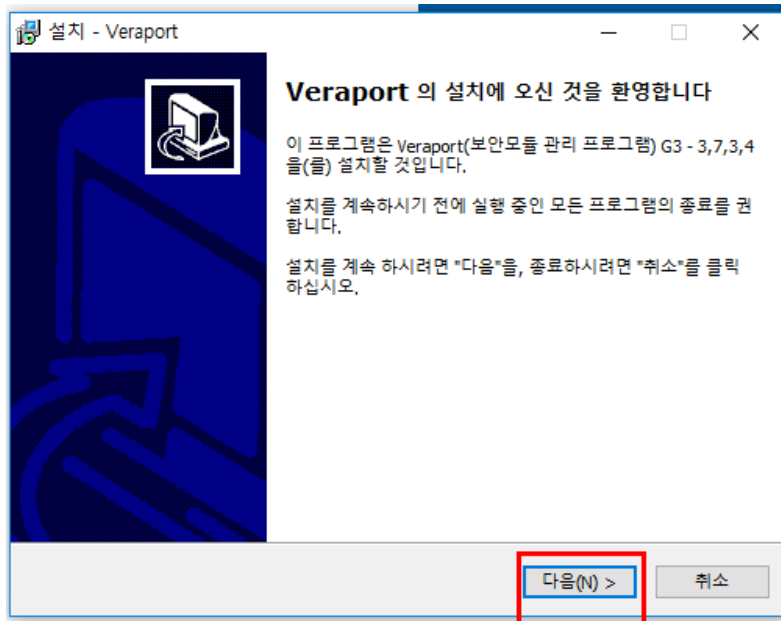 설치 - Veraport
Veraport 의 설치에 오신 것을 환영합니다
이 프로그램은 Veraport(보안모듈 관리 프로그램) G3 - 3,7,3,4
을(를) 설치할 것입니다.
설치를 계속하시기 전에 실행 중인 모든 프로그램의 종료를 권
합니다.
설치를 계속 하시려면 "다음"을, 종료하시려면 "취소"를 클릭
하십시오.
다음(N) >
취소